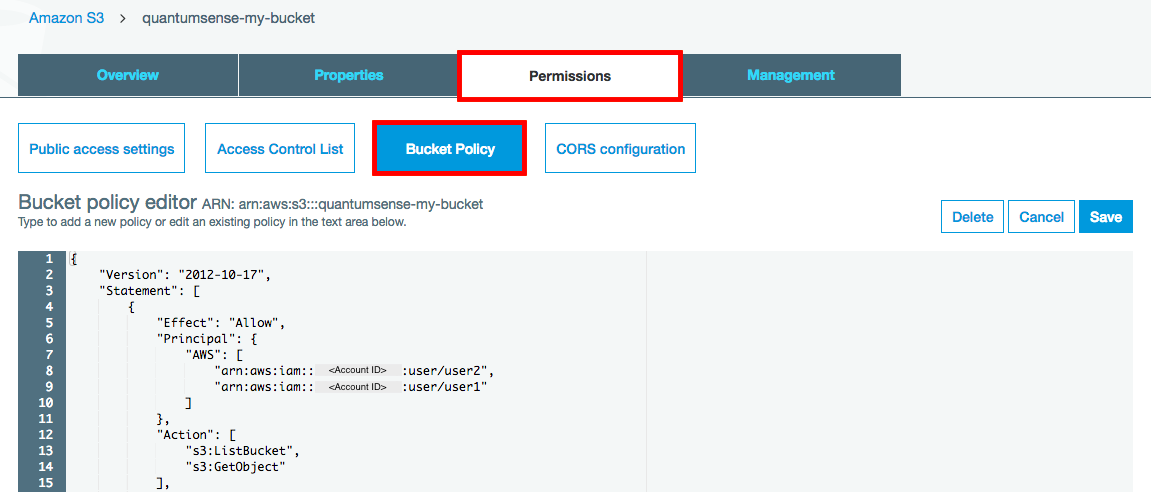 Amazon S3 > quantumsense-my-bucket
Overview Properties Permissions Management
Public access settings Access Control List Bucket Policy CORS configuration
Bucket policy editor ARN: arn:aws:s3:::quantumsense-my-bucket
Type to add a new policy or edit an existing policy in the text area below.
Delete Cancel Save
1 {
2 "Version": "2012-10-17",
3 "Statement": [
4 {
5 "Effect": "Allow",
6 "Principal": {
7 "AWS": [
8 "arn:aws:iam:: <Account ID> :user/user2",
9 "arn:aws:iam:: <Account ID> :user/user1"
10 ]
11 },
12 "Action": [
13 "s3:ListBucket",
14 "s3:GetObject"
15 ],